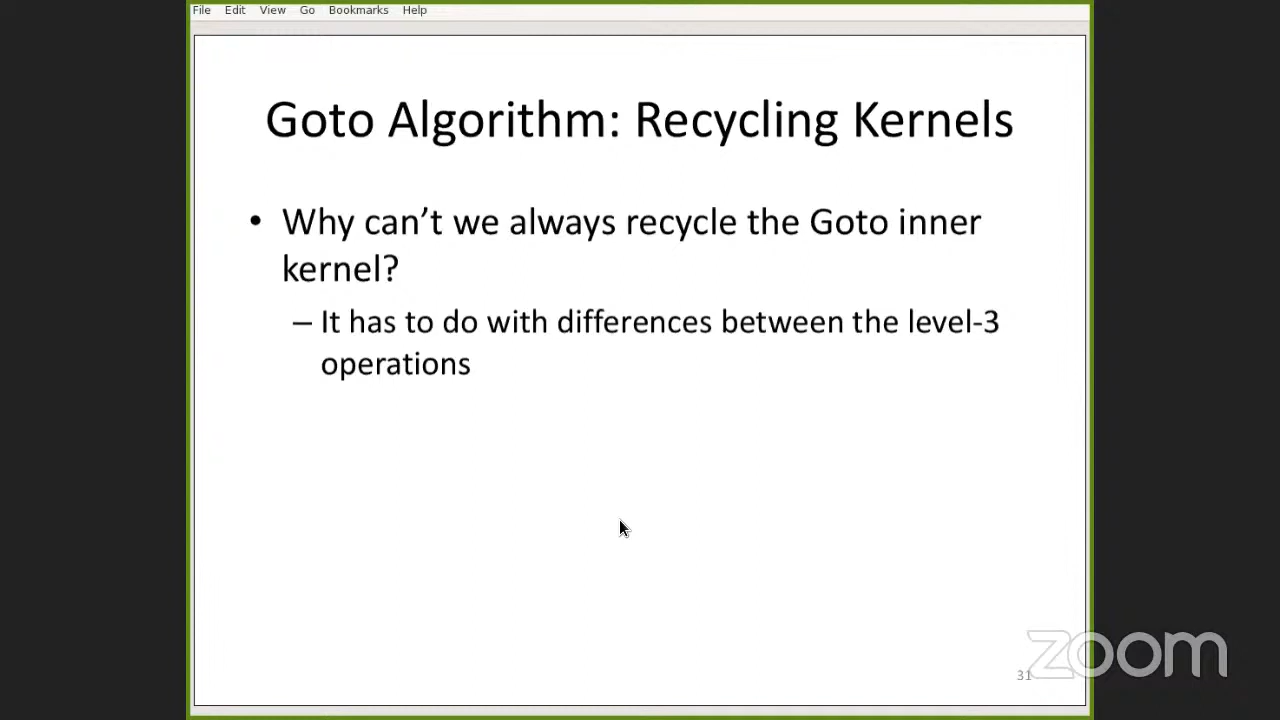 File Edit View Go Bookmarks Help
Goto Algorithm: Recycling Kernels
• Why can’t we always recycle the Goto inner
kernel?
– It has to do with differences between the level-3
operations
zoom
31